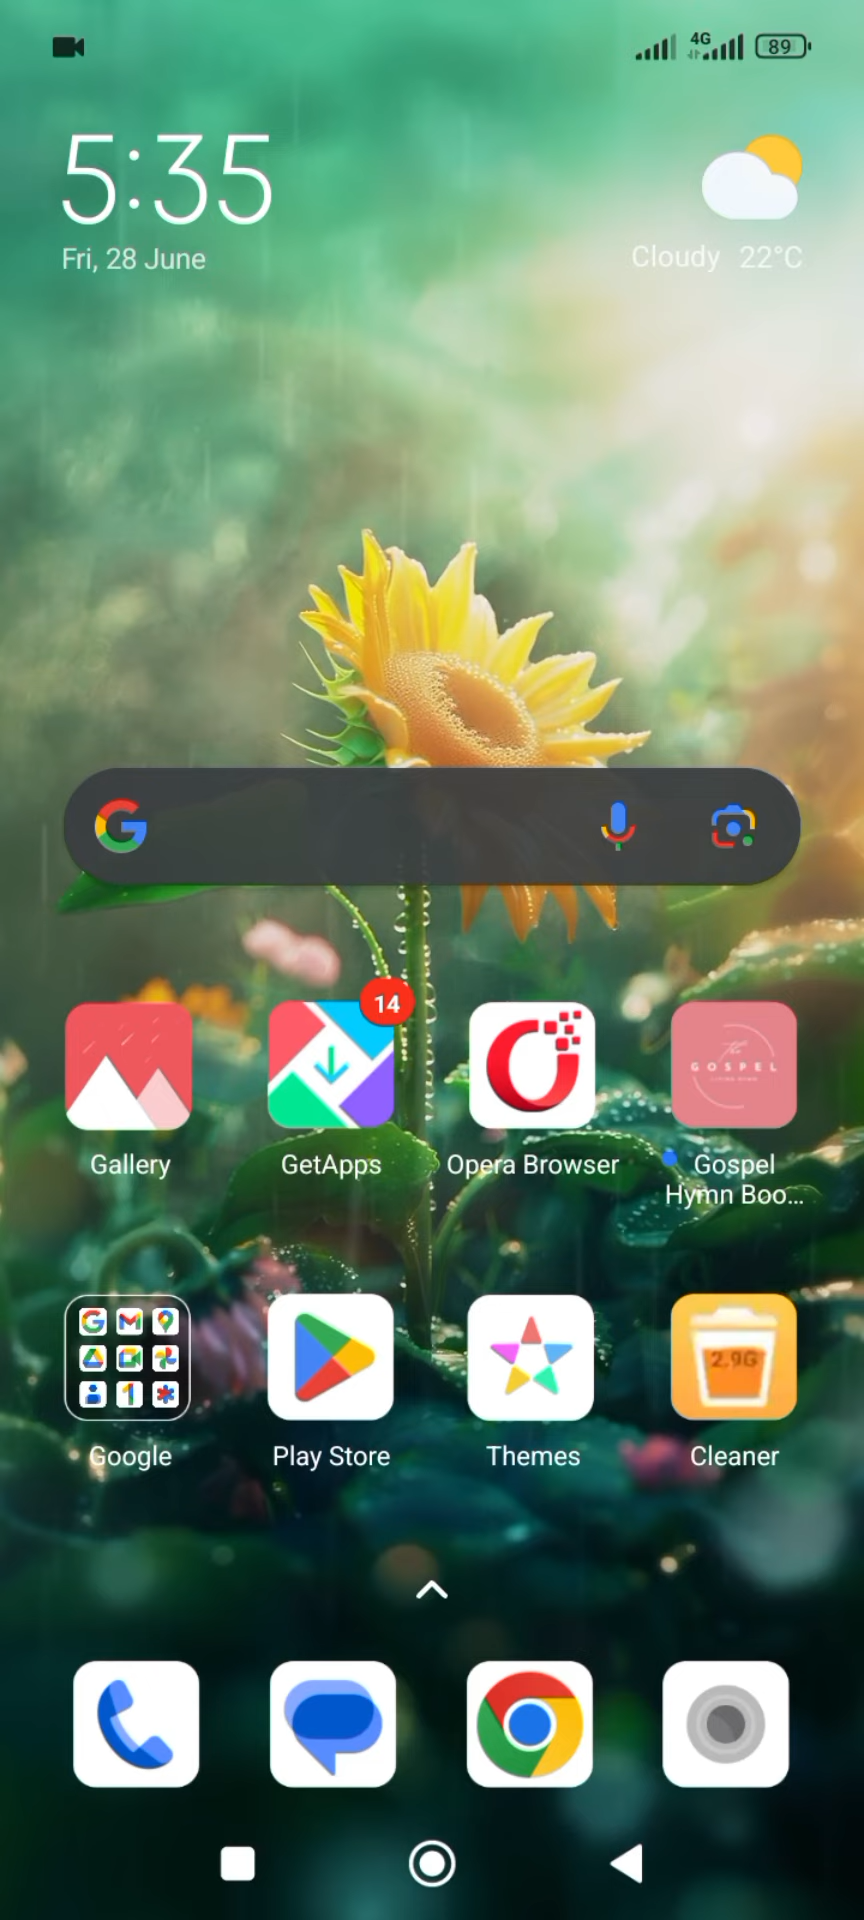 4G
89
5:35
Fri, 28 June
Cloudy 22°C
14
the
GOSPEL
Gallery
GetApps
Opera Browser
Gospel
Hymn Boo...
2.9G
Google
Play Store
Themes
Cleaner